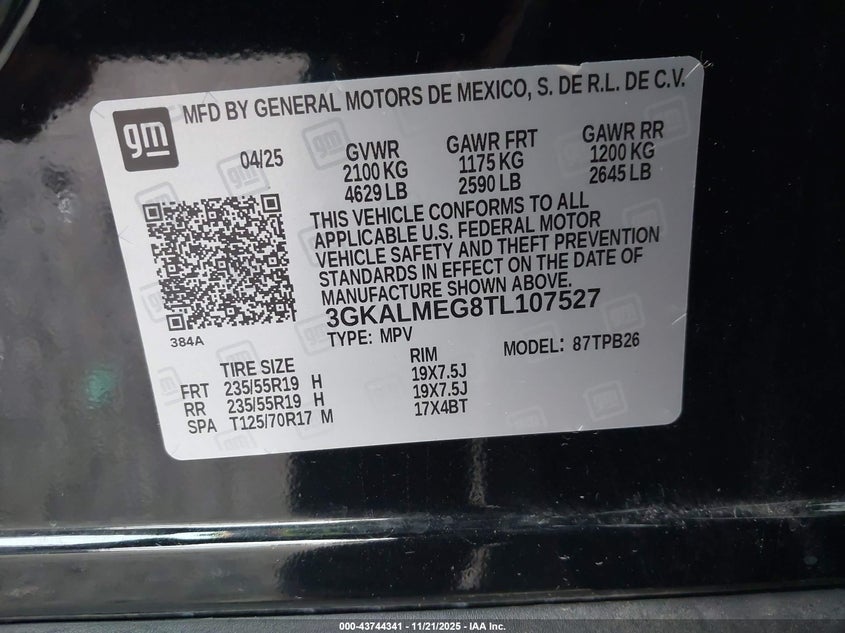 gm
MFD BY GENERAL MOTORS DE MEXICO, S. DE R.L. DE C.V.
04/25
GVWR
2100 KG
4629 LB
GAWR FRT
1175 KG
2590 LB
GAWR RR
1200 KG
2645 LB
THIS VEHICLE CONFORMS TO ALL
APPLICABLE U.S. FEDERAL MOTOR
VEHICLE SAFETY AND THEFT PREVENTION
STANDARDS IN EFFECT ON THE DATE OF
MANUFACTURE SHOWN ABOVE.
3GKALMEG8TL107527
384A
TYPE: MPV
MODEL: 87TPB26
TIRE SIZE
RIM
FRT 235/55R19 H 19X7.5J
RR 235/55R19 H 19X7.5J
SPA T125/70R17 M 17X4BT
000-43744341 | 11/21/2025 - IAA Inc.